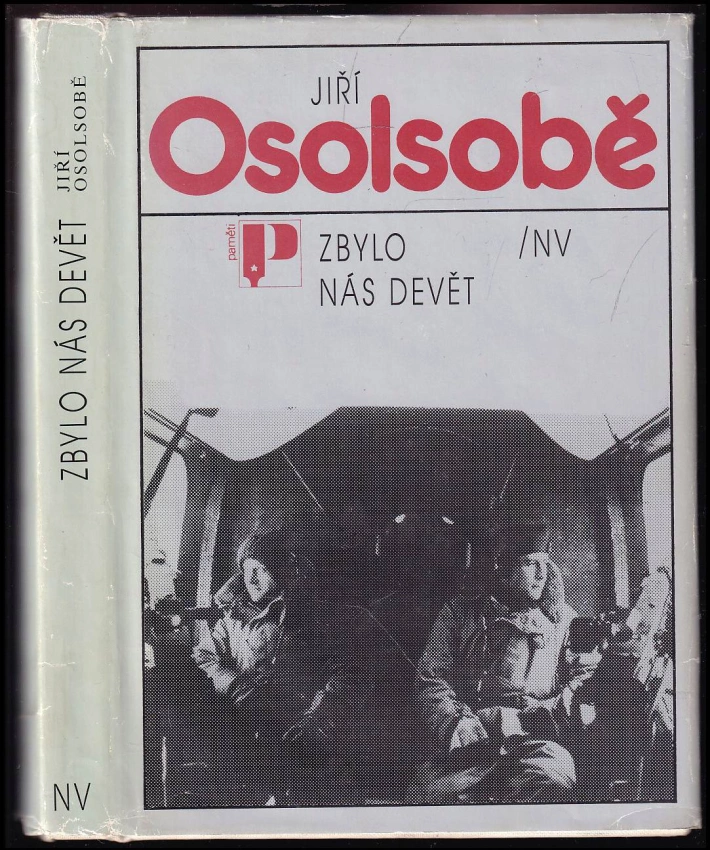 JIŘÍ
OSOLSOBĚ
ZBYLO NÁS DEVĚT
NV
JIŘÍ
Osolsobě
paměti
P
ZBYLO
/NV
NÁS DEVĚT